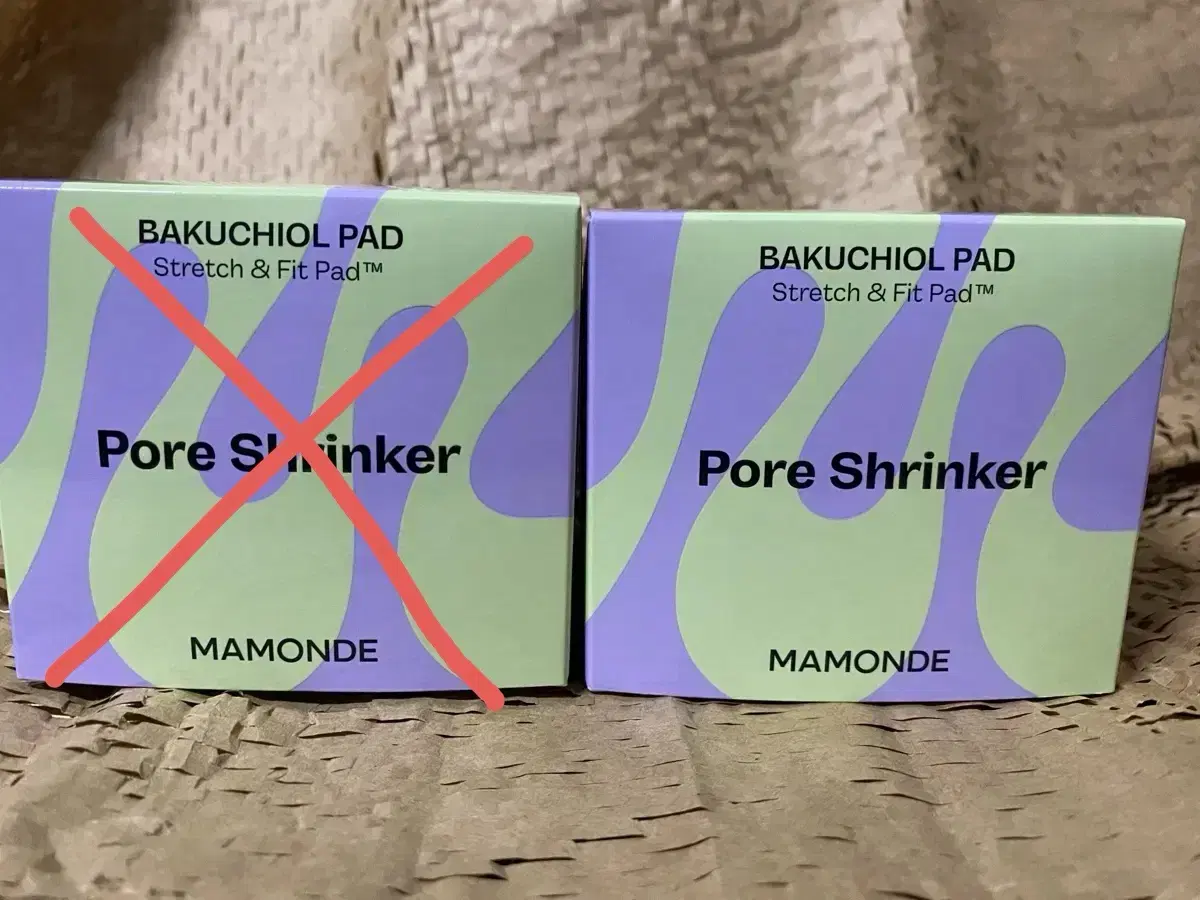 BAKUCHIOL PAD
Stretch & Fit Pad™
Pore Shrinker
MAMONDE
BAKUCHIOL PAD
Stretch & Fit Pad™
Pore Shrinker
MAMONDE